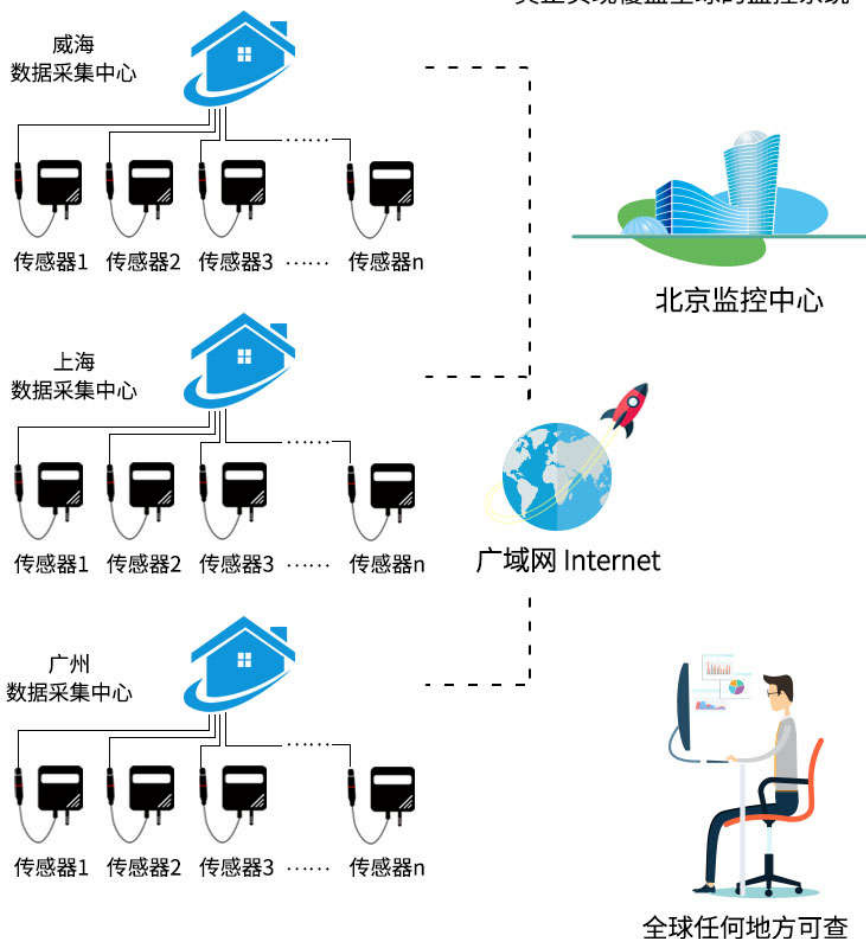 威海
数据采集中心
传感器1 传感器2 传感器3 …… 传感器n
北京监控中心
上海
数据采集中心
传感器1 传感器2 传感器3 …… 传感器n
广域网 Internet
广州
数据采集中心
传感器1 传感器2 传感器3 …… 传感器n
全球任何地方可查